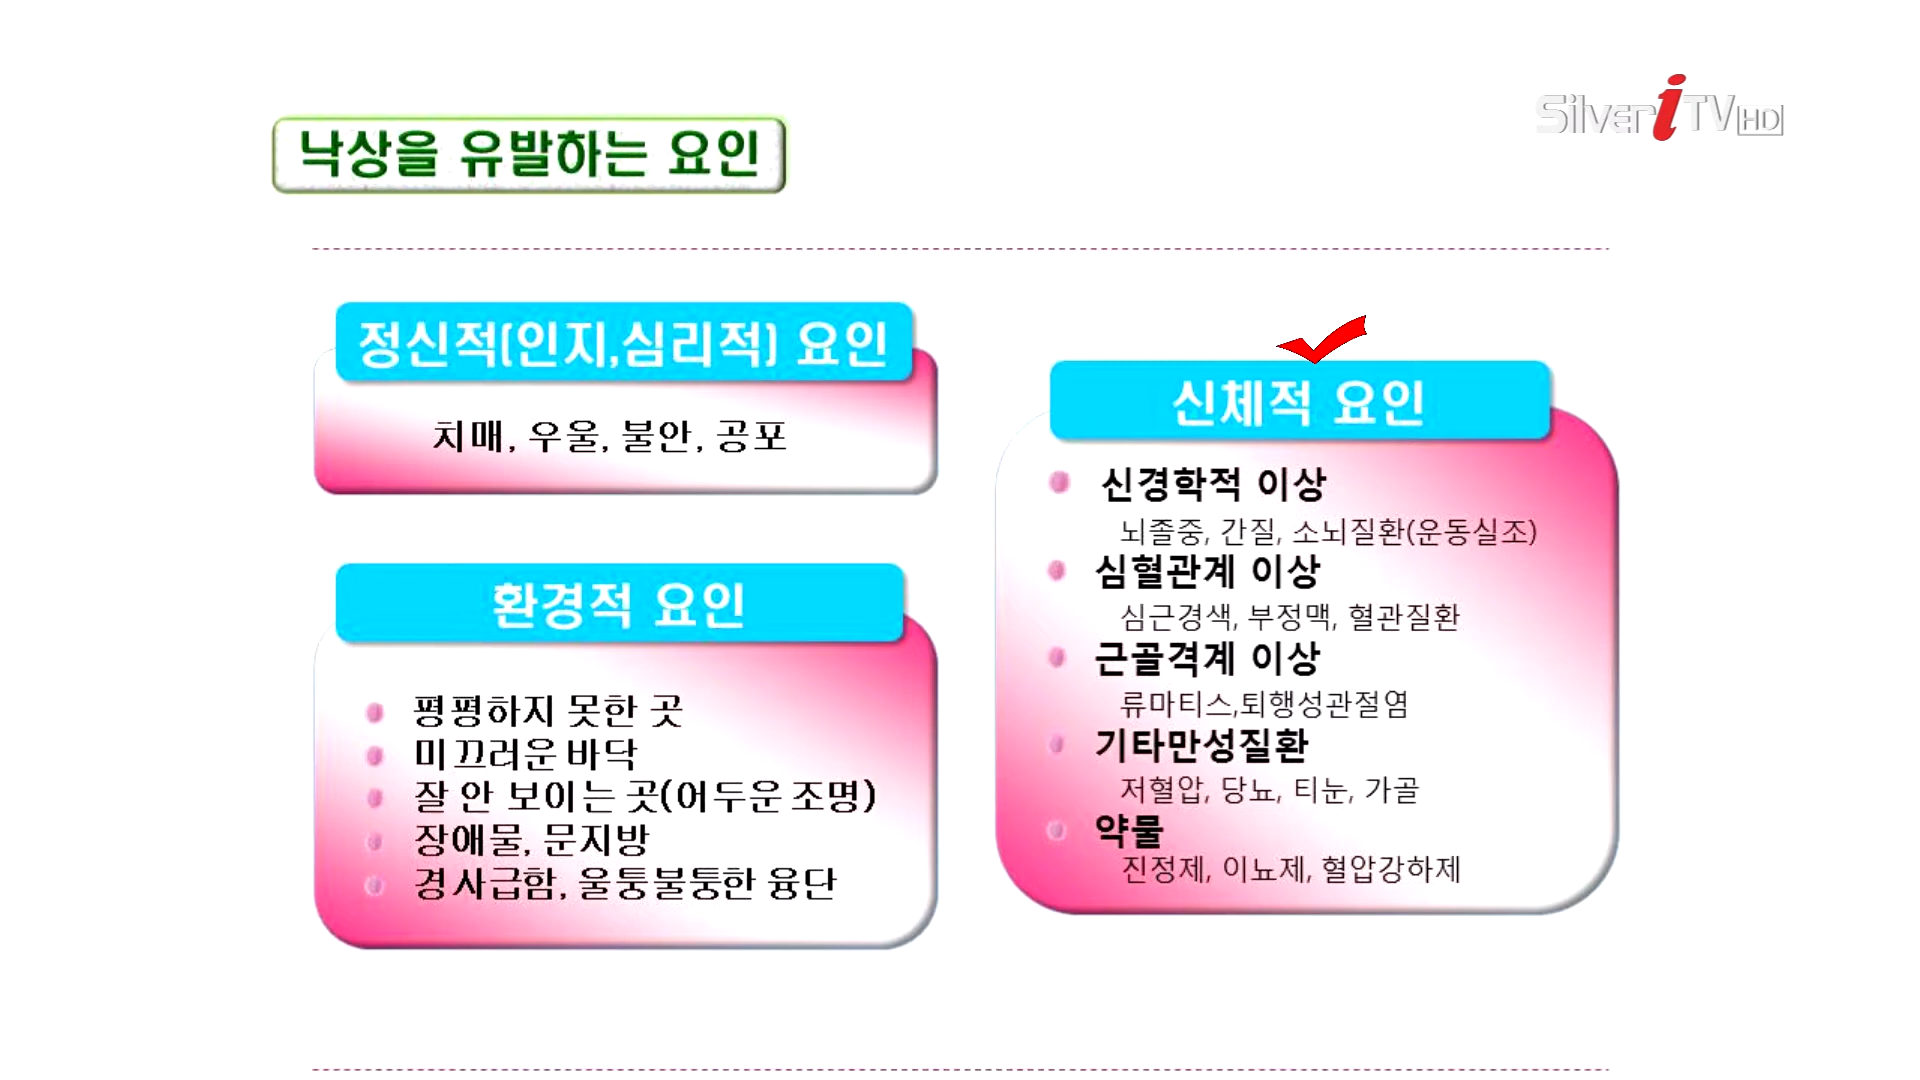 낙상을 유발하는 요인
Silver i TV HD
정신적(인지,심리적) 요인
치매, 우울, 불안, 공포
환경적 요인
평평하지 못한 곳
미끄러운 바닥
잘 안 보이는 곳(어두운 조명)
장애물, 문지방
경사급함, 울퉁불퉁한 융단
신체적 요인
신경학적 이상
뇌졸중, 간질, 소뇌질환(운동실조)
심혈관계 이상
심근경색, 부정맥, 혈관질환
근골격계 이상
류마티스,퇴행성관절염
기타만성질환
저혈압, 당뇨, 티눈, 가골
약물
진정제, 이뇨제, 혈압강하제